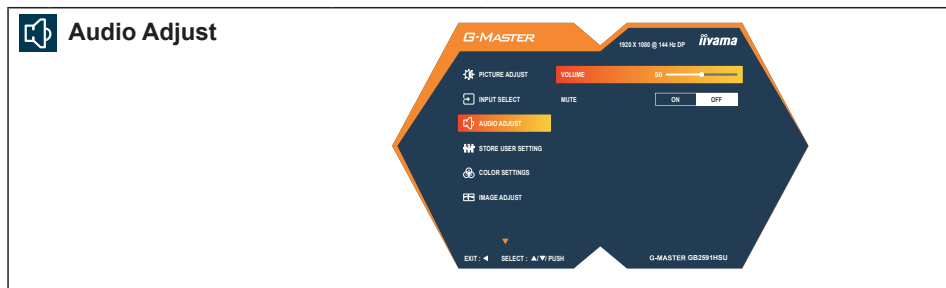 Audio Adjust
G-MASTER
1920 X 1080 @ 144 Hz DP
iiyama
PICTURE ADJUST
VOLUME 50
INPUT SELECT
MUTE ON OFF
AUDIO ADJUST
STORE USER SETTING
COLOR SETTINGS
IMAGE ADJUST
EXIT : ◀ SELECT : ▲/▼/ PUSH
G-MASTER GB2591HSU